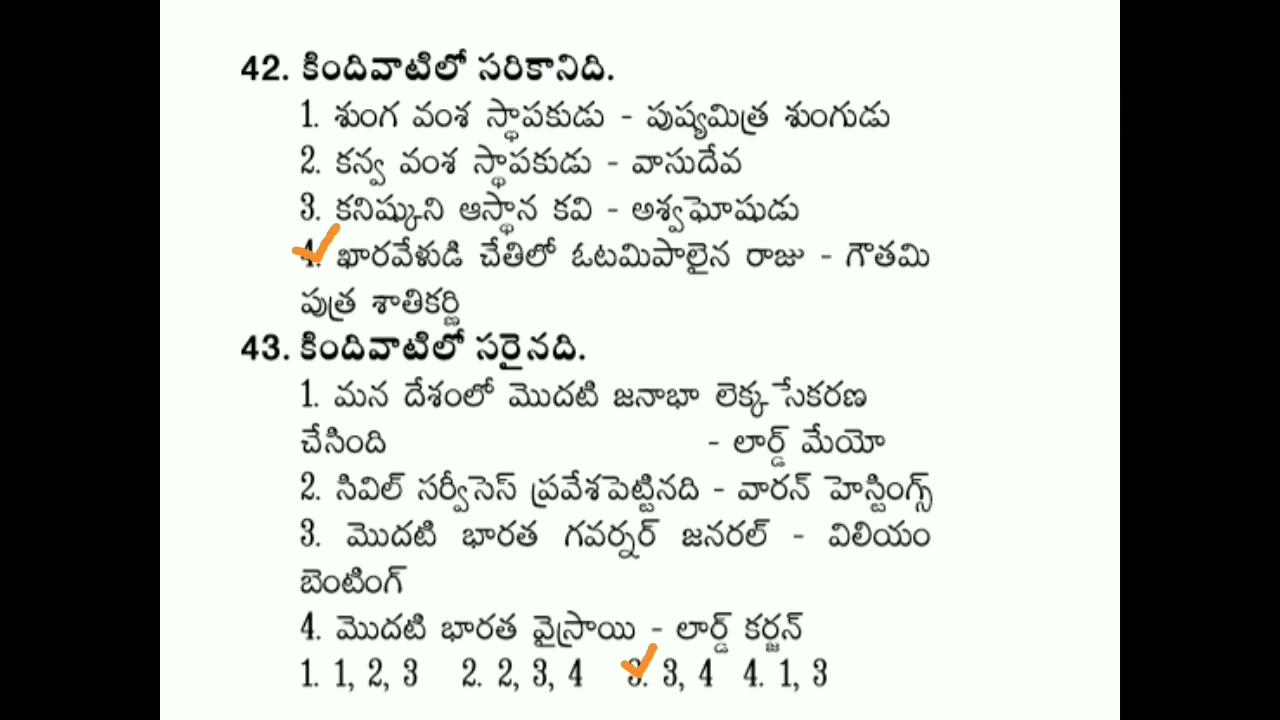 42. కిందివాటిలో సరికానిది.
1. శుంగ వంశ స్థాపకుడు - పుష్యమిత్ర శుంగుడు
2. కన్వ వంశ స్థాపకుడు - వాసుదేవ
3. కనిష్కుని ఆస్థాన కవి - అశ్వఘోషుడు
4. ఖారవేళుడి చేతిలో ఓటమిపాలైన రాజు - గౌతమి
పుత్ర శాతకర్ణి
43. కిందివాటిలో సరైనది.
1. మన దేశంలో మొదటి జనాభా లెక్క సేకరణ
చేసింది - లార్డ్ మేయో
2. సివిల్ సర్వీసెస్ ప్రవేశపెట్టినది - వారన్ హెస్టింగ్స్
3. మొదటి భారత గవర్నర్ జనరల్ - విలియం
బెంటింగ్
4. మొదటి భారత వైస్రాయి - లార్డ్ కర్జన్
1. 1, 2, 3 2. 2, 3, 4 3. 3, 4 4. 1, 3